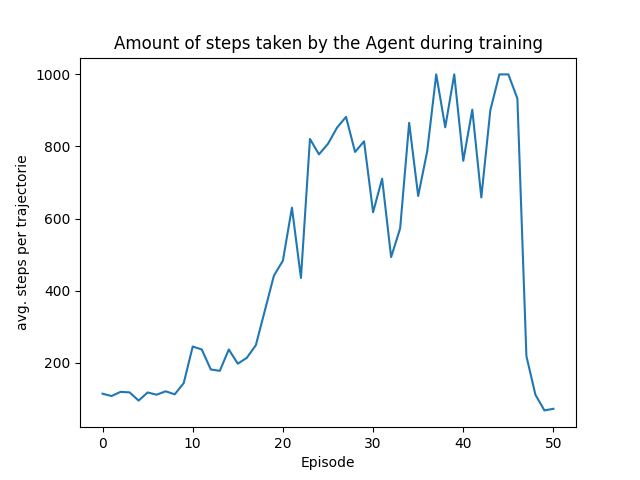 Amount of steps taken by the Agent during training
1000
800
600
400
200
avg. steps per trajectorie
0 10 20 30 40 50
Episode